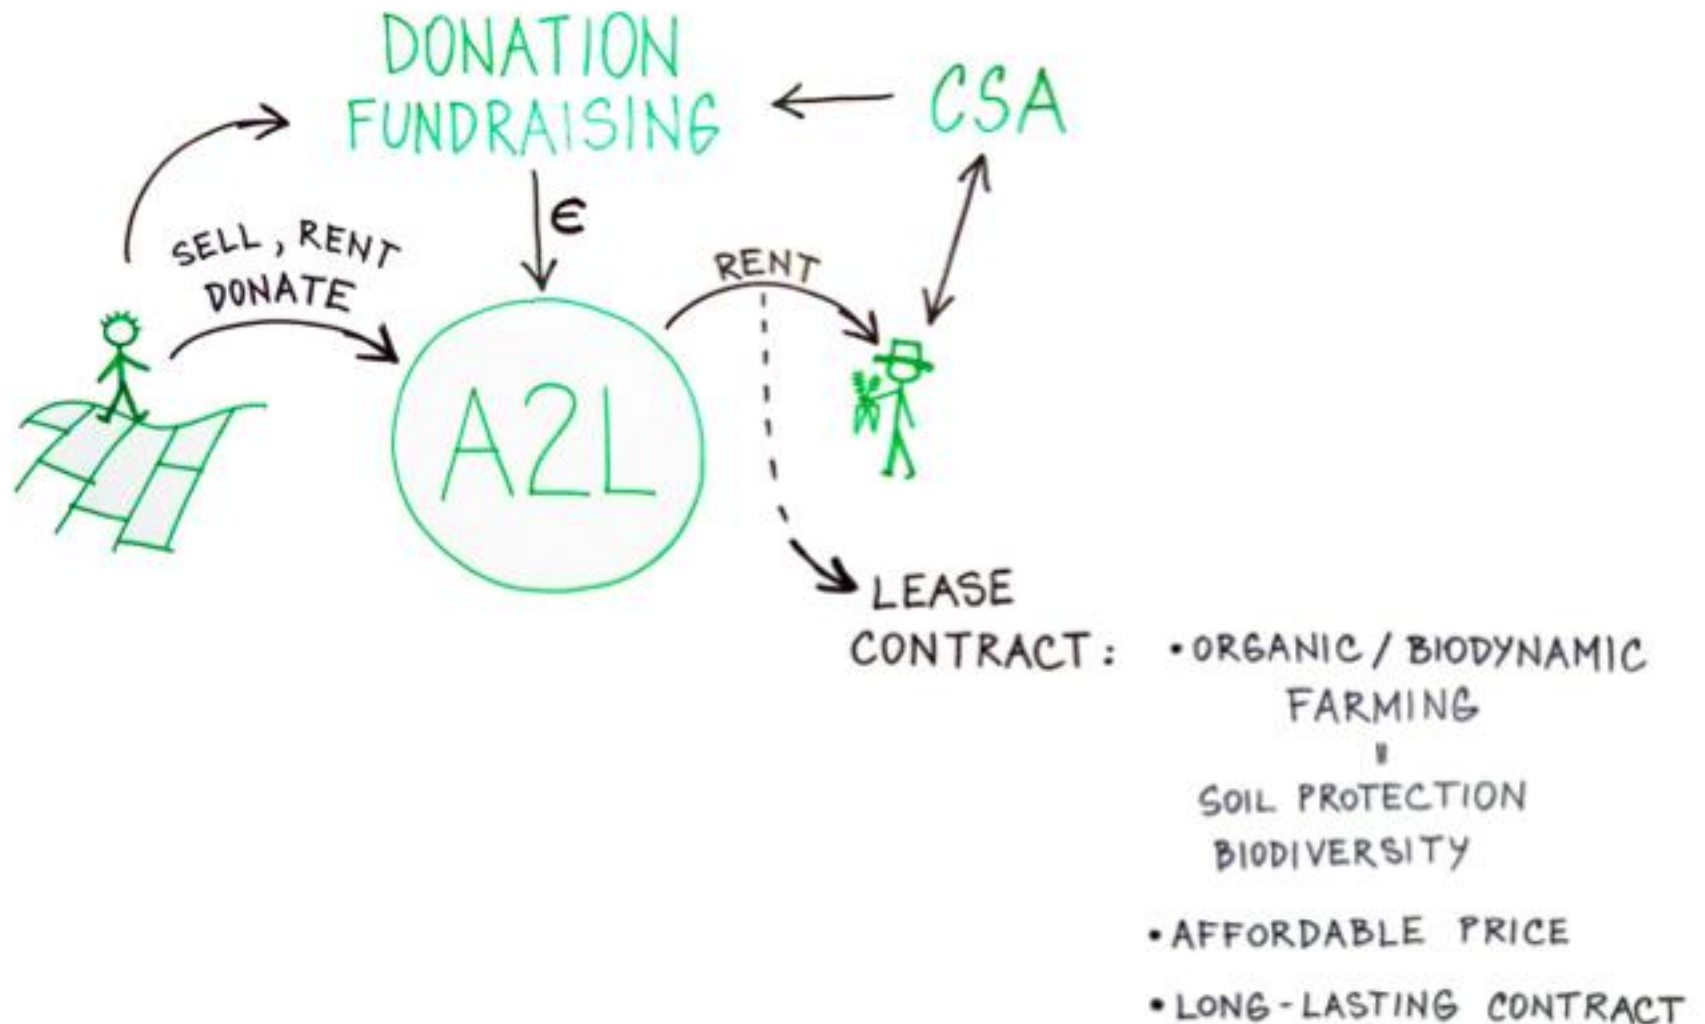 DONATION
FUNDRAISING
CSA
€
SELL, RENT
DONATE
RENT
A2L
LEASE
CONTRACT:
• ORGANIC / BIODYNAMIC
FARMING
=
SOIL PROTECTION
BIODIVERSITY
• AFFORDABLE PRICE
• LONG-LASTING CONTRACT